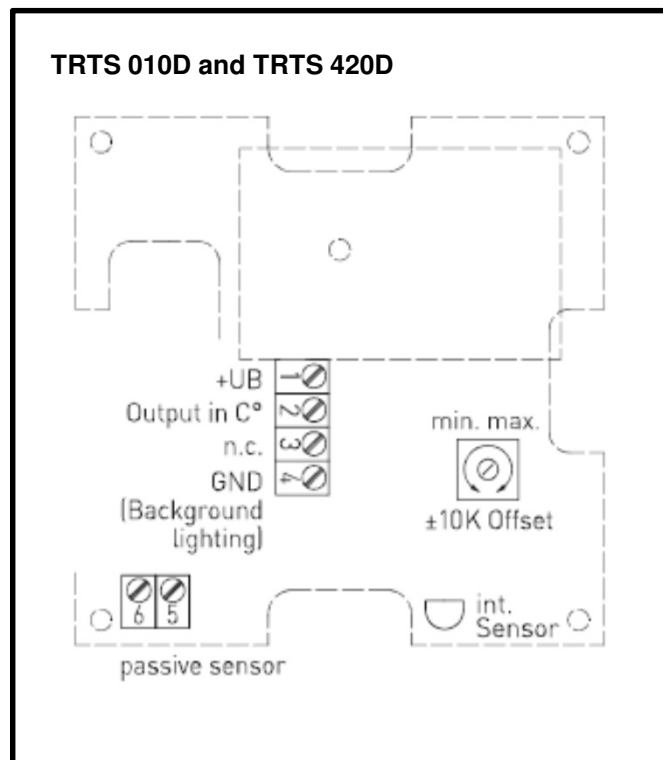 TRTS 010D and TRTS 420D
+UB 1
Output in C° 2
n.c. 3
GND 4
(Background
lighting)
min. max.
±10K Offset
6 5
passive sensor
int.
Sensor